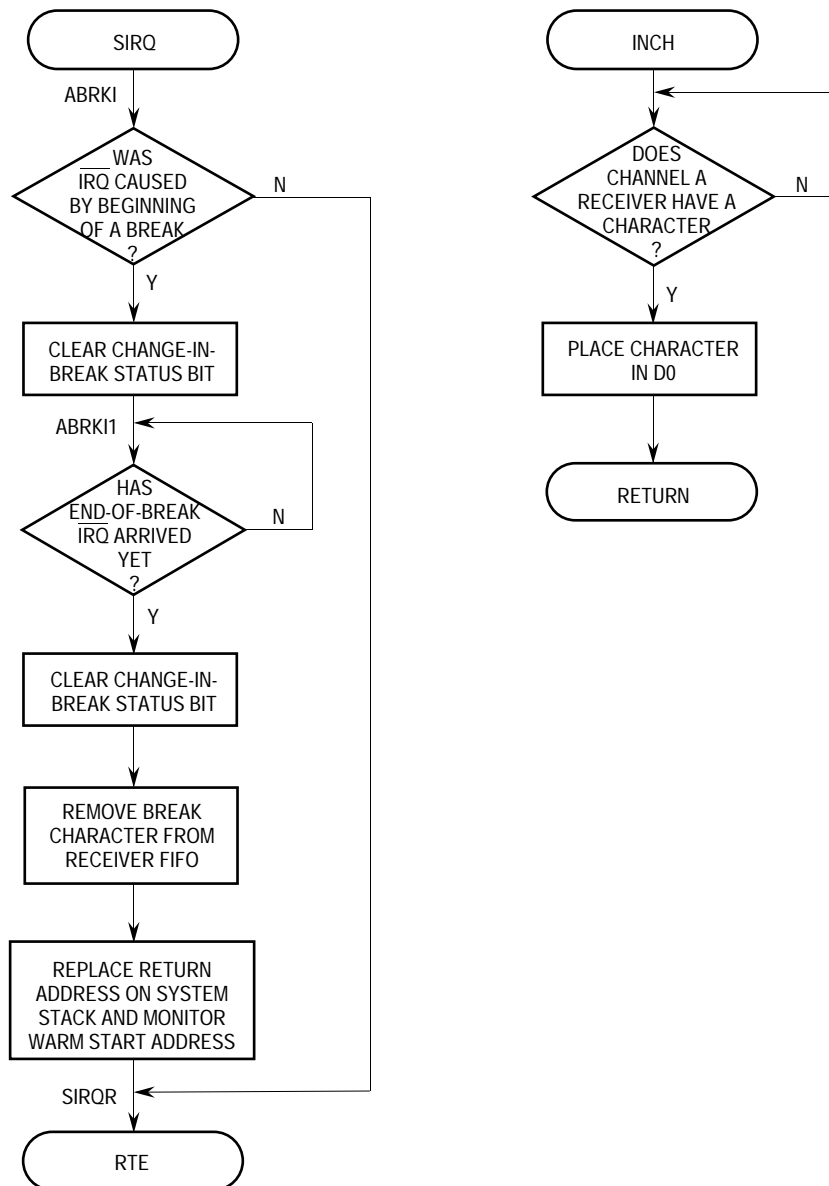 SIRQ
ABRKI
WAS
IRQ CAUSED
BY BEGINNING
OF A BREAK
?
N
Y
CLEAR CHANGE-IN-
BREAK STATUS BIT
ABRKI1
HAS
END-OF-BREAK
IRQ ARRIVED
YET
?
N
Y
CLEAR CHANGE-IN-
BREAK STATUS BIT
REMOVE BREAK
CHARACTER FROM
RECEIVER FIFO
REPLACE RETURN
ADDRESS ON SYSTEM
STACK AND MONITOR
WARM START ADDRESS
SIRQR
RTE
INCH
DOES
CHANNEL A
RECEIVER HAVE A
CHARACTER
?
N
Y
PLACE CHARACTER
IN D0
RETURN